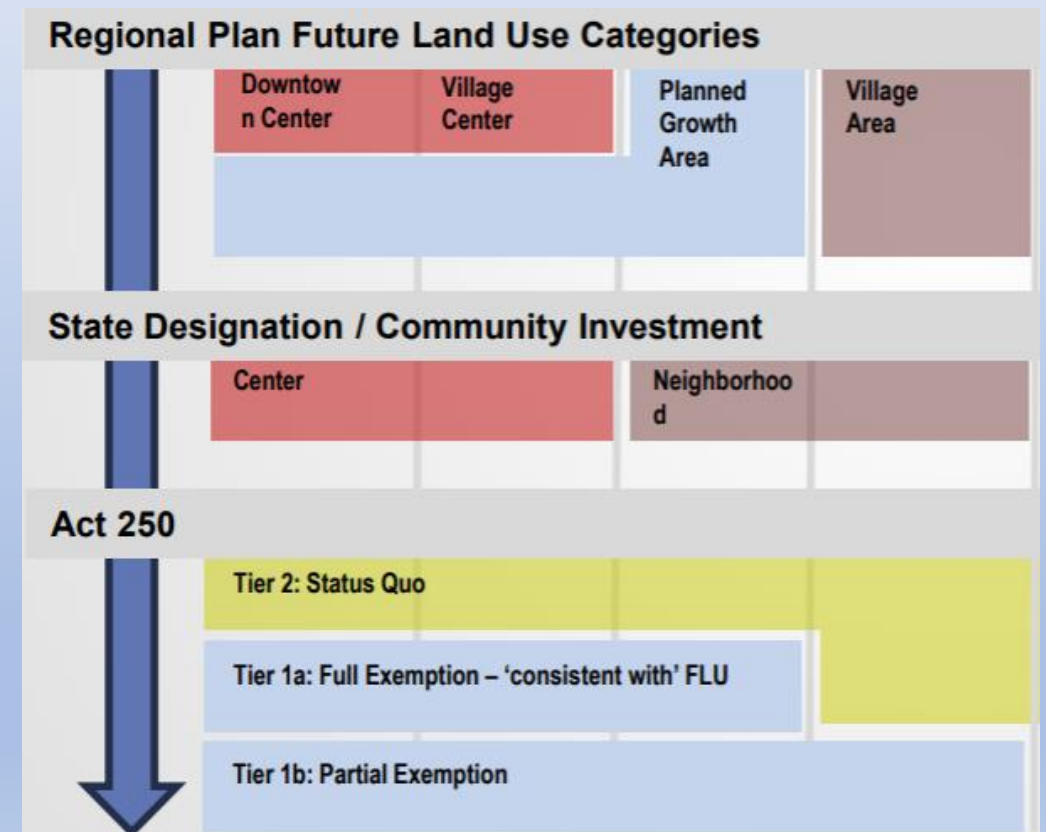 Regional Plan Future Land Use Categories
Downtow
n Center
Village
Center
Planned
Growth
Area
Village
Area
State Designation / Community Investment
Center
Neighborhoo
d
Act 250
Tier 2: Status Quo
Tier 1a: Full Exemption – ‘consistent with’ FLU
Tier 1b: Partial Exemption